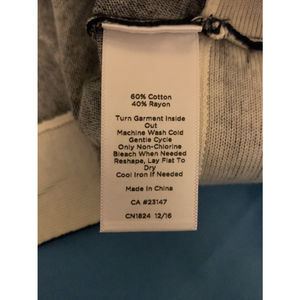 60% Cotton
40% Rayon
Turn Garment Inside
Out
Machine Wash Cold
Gentle Cycle
Only Non-Chlorine
Bleach When Needed
Reshape, Lay Flat To
Dry
Cool Iron If Needed
Made In China
CA #23147
CN1824 12/16